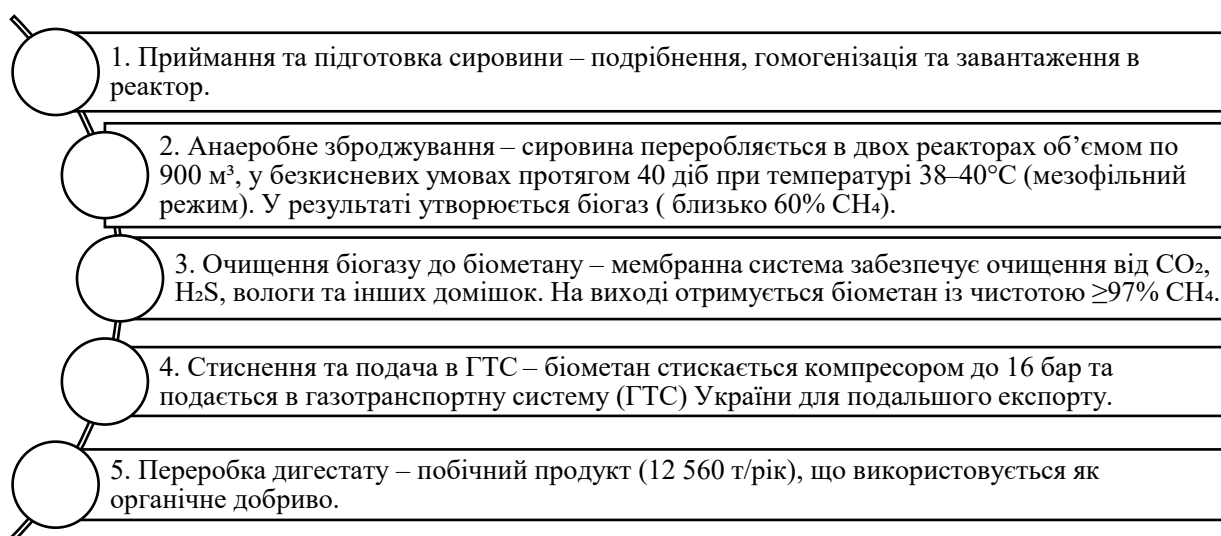 1. Приймання та підготовка сировини – подрібнення, гомогенізація та завантаження в
реактор.
2. Анаеробне зброджування – сировина переробляється в двох реакторах об’ємом по
900 м³, у безкисневих умовах протягом 40 діб при температурі 38–40°C (мезофільний
режим). У результаті утворюється біогаз ( близько 60% CH₄).
3. Очищення біогазу до біометану – мембранна система забезпечує очищення від CO₂,
H₂S, вологи та інших домішок. На виході отримується біометан із чистотою ≥97% CH₄.
4. Стиснення та подача в ГТС – біометан стискається компресором до 16 бар та
подається в газотранспортну систему (ГТС) України для подальшого експорту.
5. Переробка дигестату – побічний продукт (12 560 т/рік), що використовується як
органічне добриво.